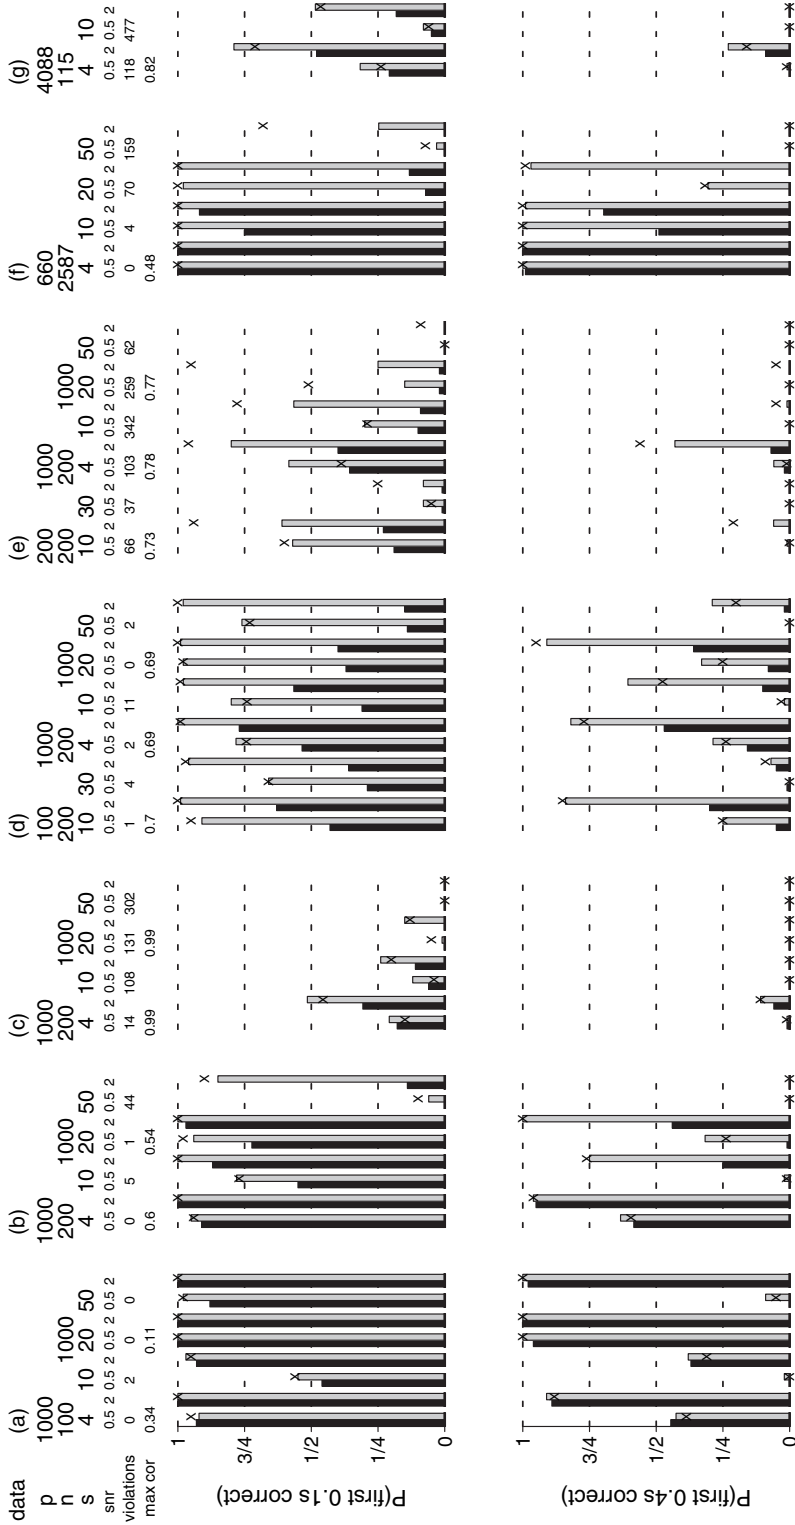 data (a) (b) (c) (d) (e) (f) (g)
p 1000 1000 1000 100 1000 200 1000 660 4088
n 100 1000 200 1000 200 1000 200 200 1000 200 200 1000 2587 115
s 4 10 20 50 4 10 20 50 4 10 20 50 10 30 4 10 20 50 10 30 4 10 20 50 4 10 20 50 4 10
snr 0.5 2 0.5 2 0.5 2 0.5 2 0.5 2 0.5 2 0.5 2 0.5 2 0.5 2 0.5 2 0.5 2 0.5 2 0.5 2 0.5 2 0.5 2 0.5 2 0.5 2 0.5 2 0.5 2 0.5 2 0.5 2 0.5 2 0.5 2 0.5 2 0.5 2 0.5 2 0.5 2 0.5 2 0.5 2 0.5 2
violations 0 2 0 0 0 5 1 44 14 108 131 302 1 4 2 11 0 2 66 37 103 342 259 62 0 4 70 159 118 477
max cor 0.34 0.11 0.6 0.54 0.99 0.99 0.7 0.69 0.69 0.73 0.78 0.77 0.48 0.82
P(first 0.1s correct)
1
3/4
1/2
1/4
0
P(first 0.4s correct)
1
3/4
1/2
1/4
0